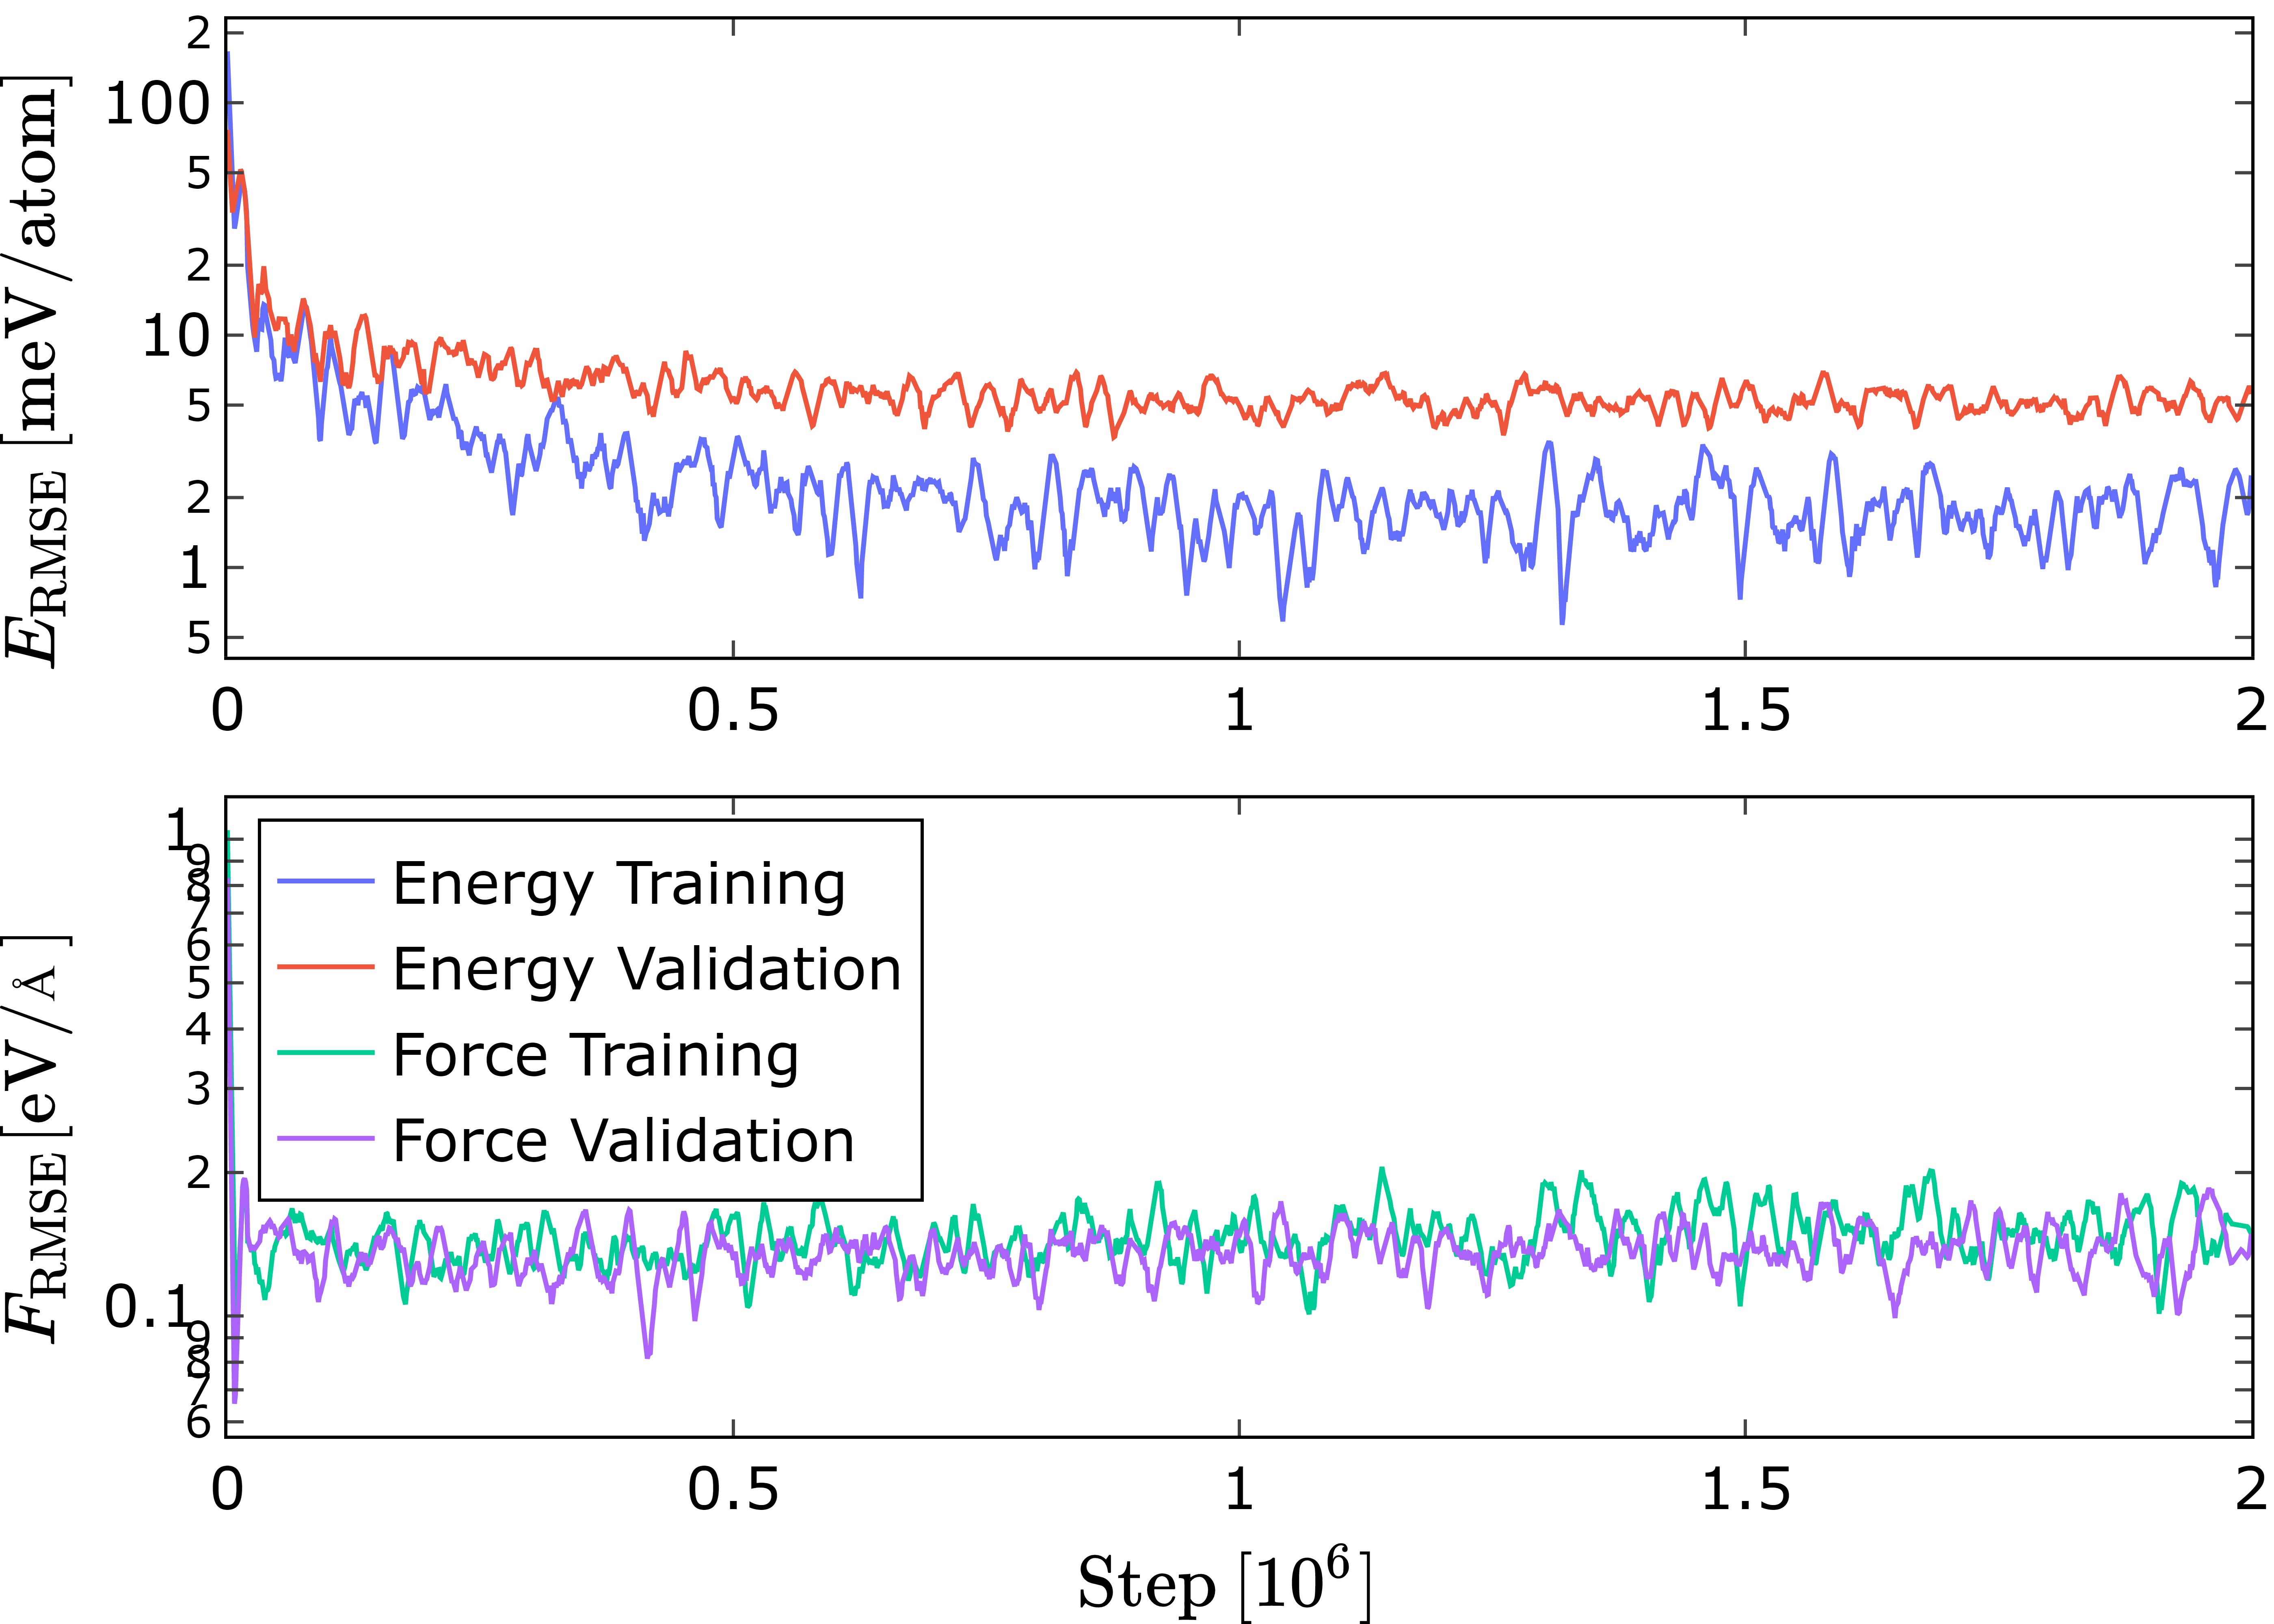 E_RMSE [meV/atom]
2
100
5
2
10
5
2
1
5
0 0.5 1 1.5 2
F_RMSE [eV/Å]
1
9
8
7
6
5
4
3
2
0.1
9
8
7
6
Energy Training
Energy Validation
Force Training
Force Validation
0 0.5 1 1.5 2
Step [10⁶]